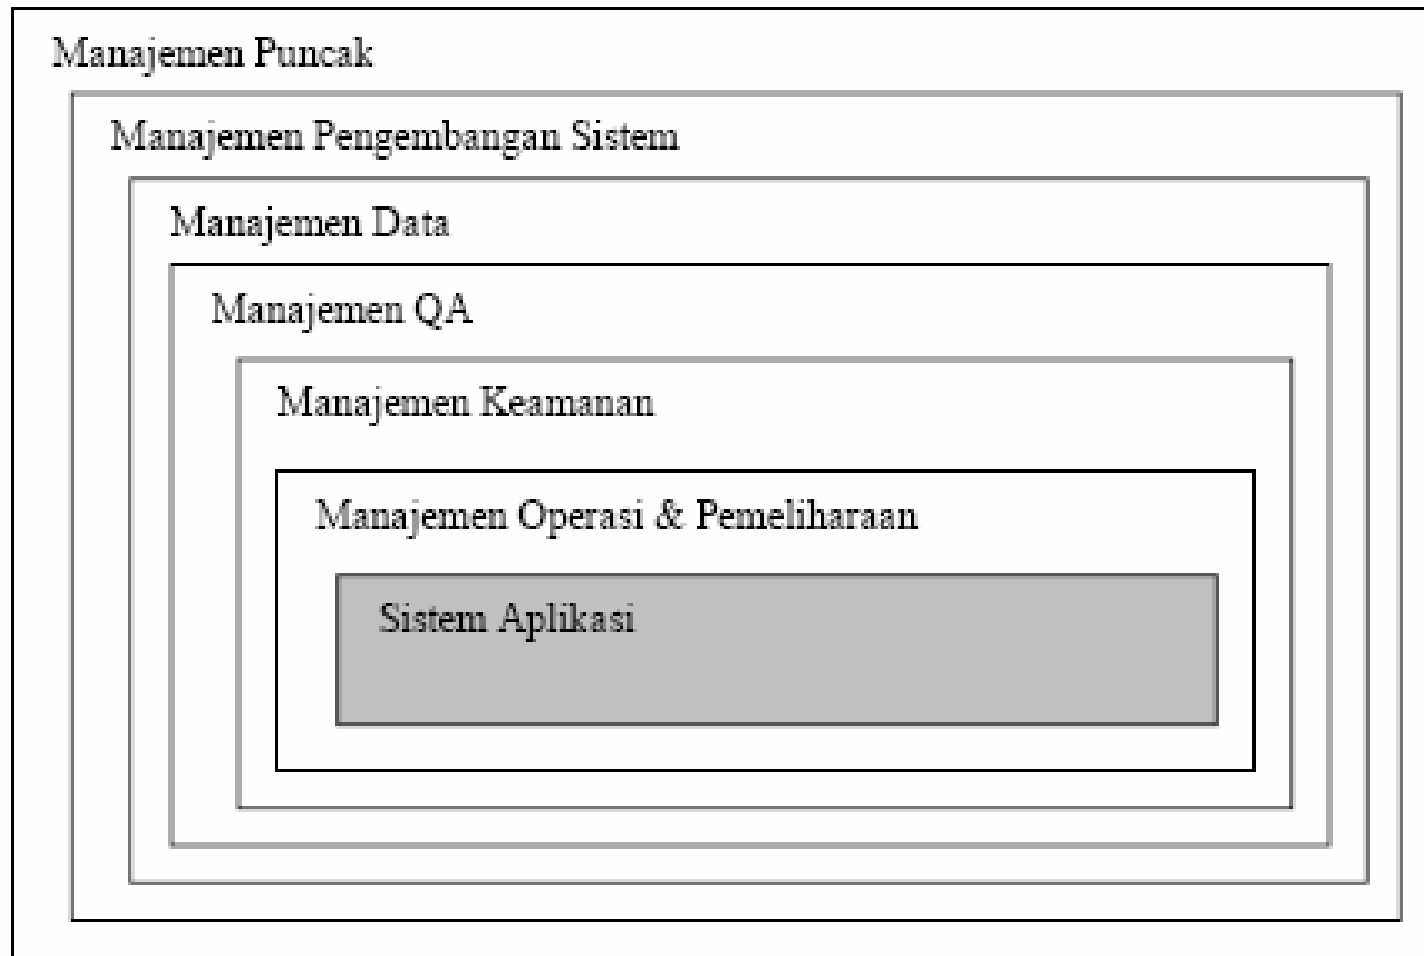 Manajemen Puncak
Manajemen Pengembangan Sistem
Manajemen Data
Manajemen QA
Manajemen Keamanan
Manajemen Operasi & Pemeliharaan
Sistem Aplikasi